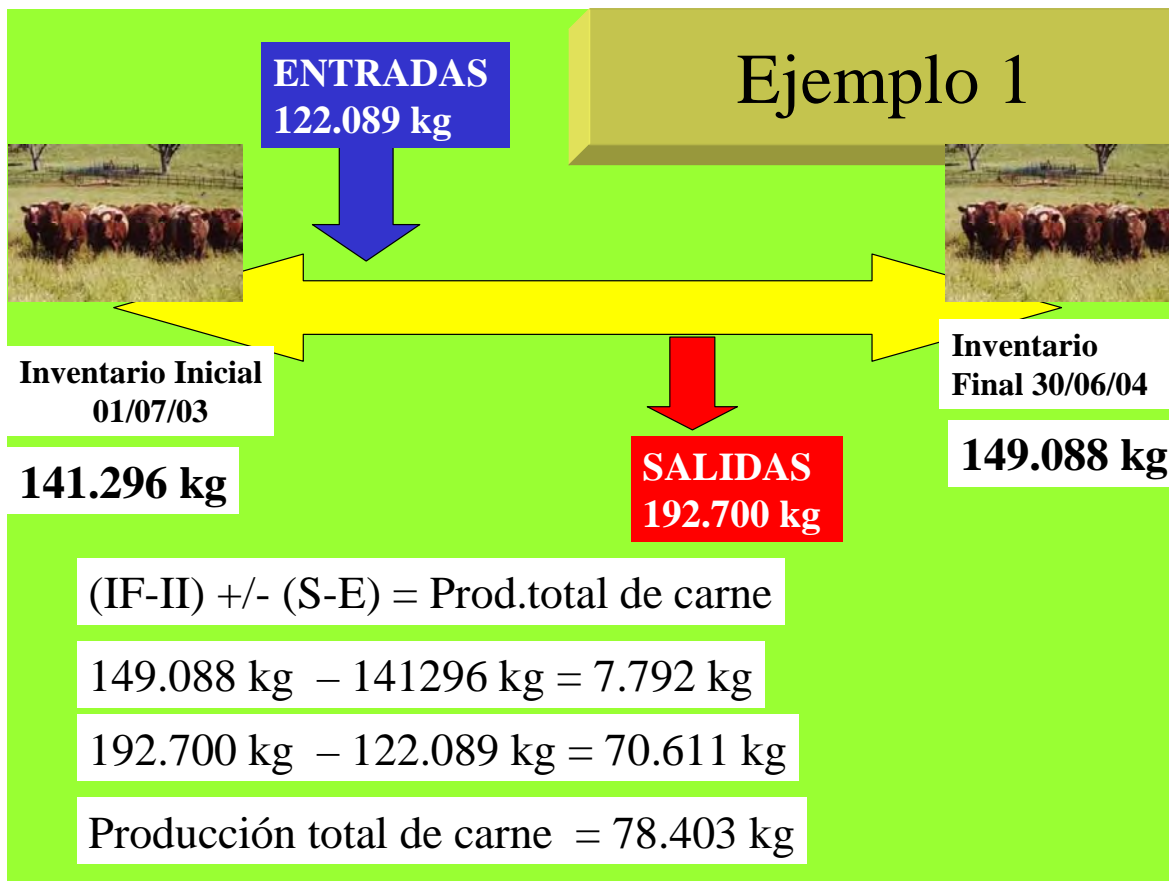 Ejemplo 1
ENTRADAS
122.089 kg
Inventario Inicial
01/07/03
141.296 kg
Inventario
Final 30/06/04
149.088 kg
SALIDAS
192.700 kg
(IF-II) +/- (S-E) = Prod.total de carne
149.088 kg – 141296 kg = 7.792 kg
192.700 kg – 122.089 kg = 70.611 kg
Producción total de carne = 78.403 kg